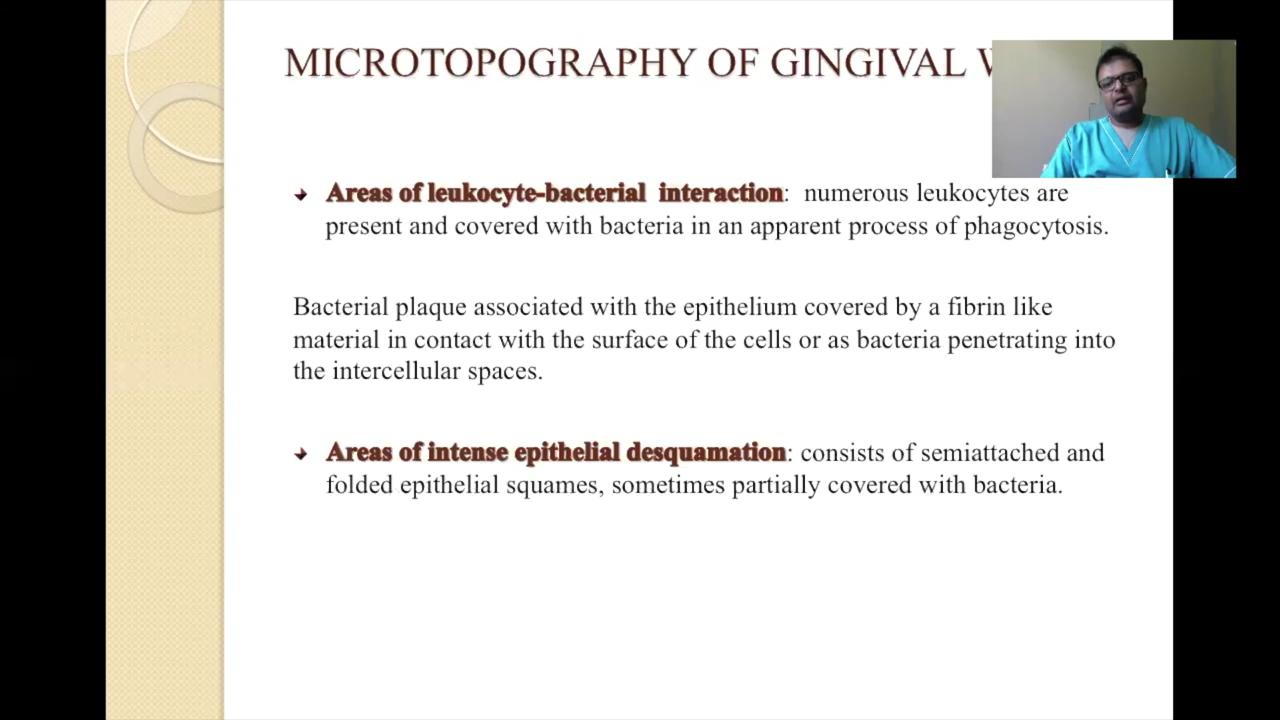 MICROTOPOGRAPHY OF GINGIVAL
Areas of leukocyte-bacterial interaction: numerous leukocytes are
present and covered with bacteria in an apparent process of phagocytosis.
Bacterial plaque associated with the epithelium covered by a fibrin like
material in contact with the surface of the cells or as bacteria penetrating into
the intercellular spaces.
Areas of intense epithelial desquamation: consists of semiattached and
folded epithelial squames, sometimes partially covered with bacteria.